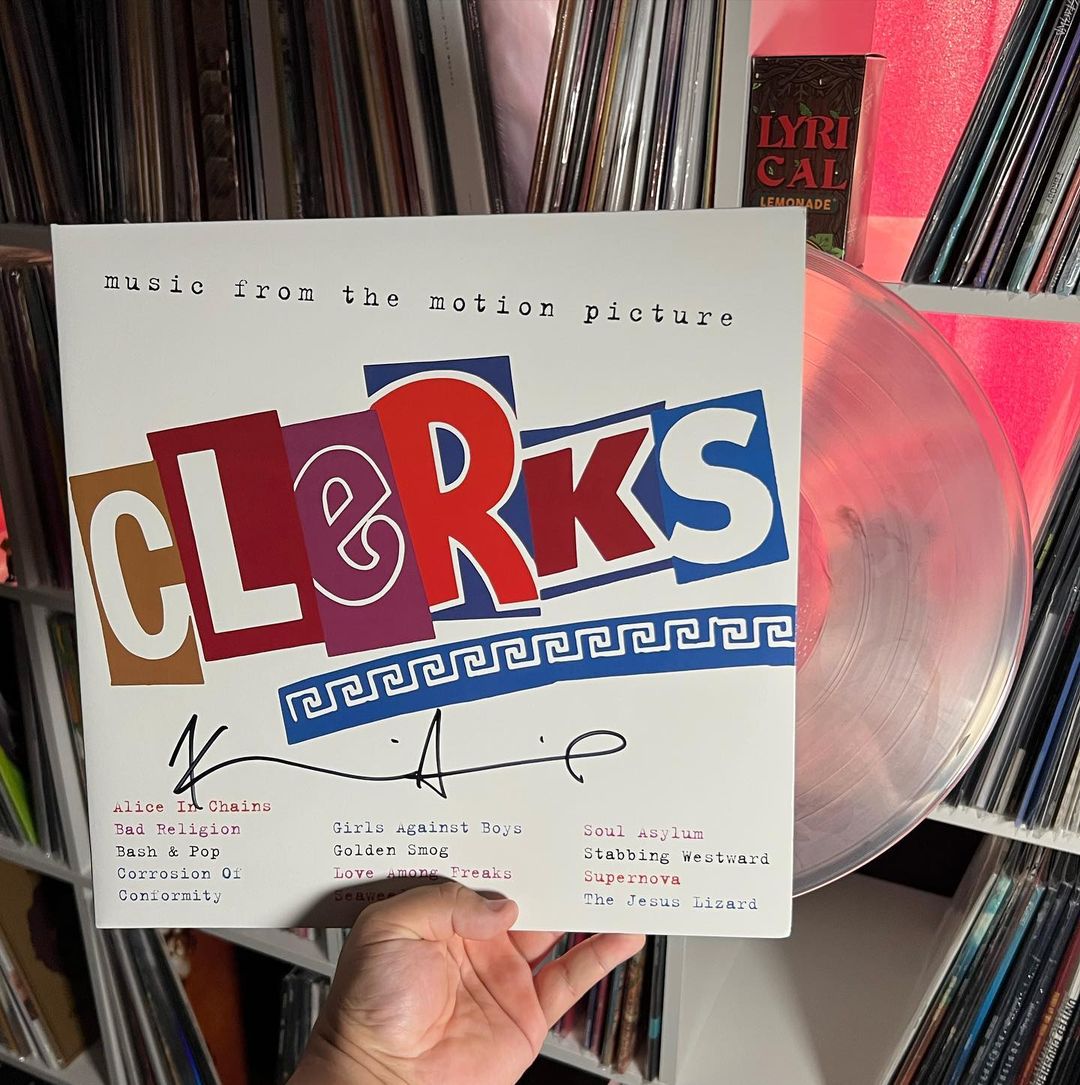 LYRI
CAL
LEMONADE
music from the motion picture
CLeRKS
Alice In Chains
Bad Religion
Bash & Pop
Corrosion Of
Conformity
Girls Against Boys
Golden Smog
Love Among Freaks
Soul Asylum
Stabbing Westward
Supernova
The Jesus Lizard